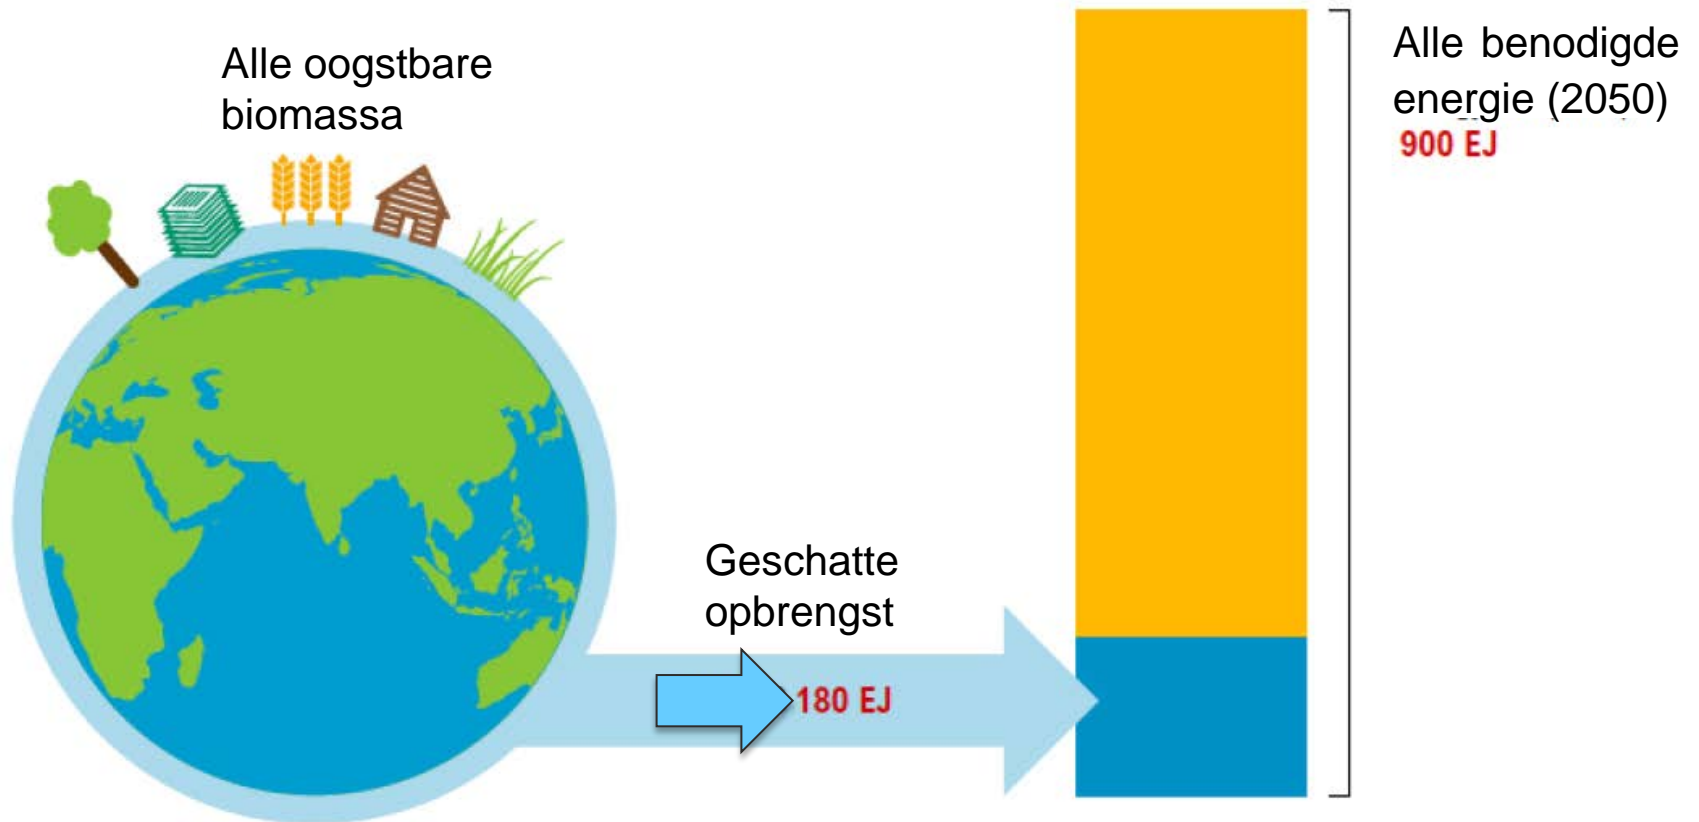 Alle oogstbare
biomassa
Alle benodigde
energie (2050)
900 EJ
Geschatte
opbrengst
180 EJ